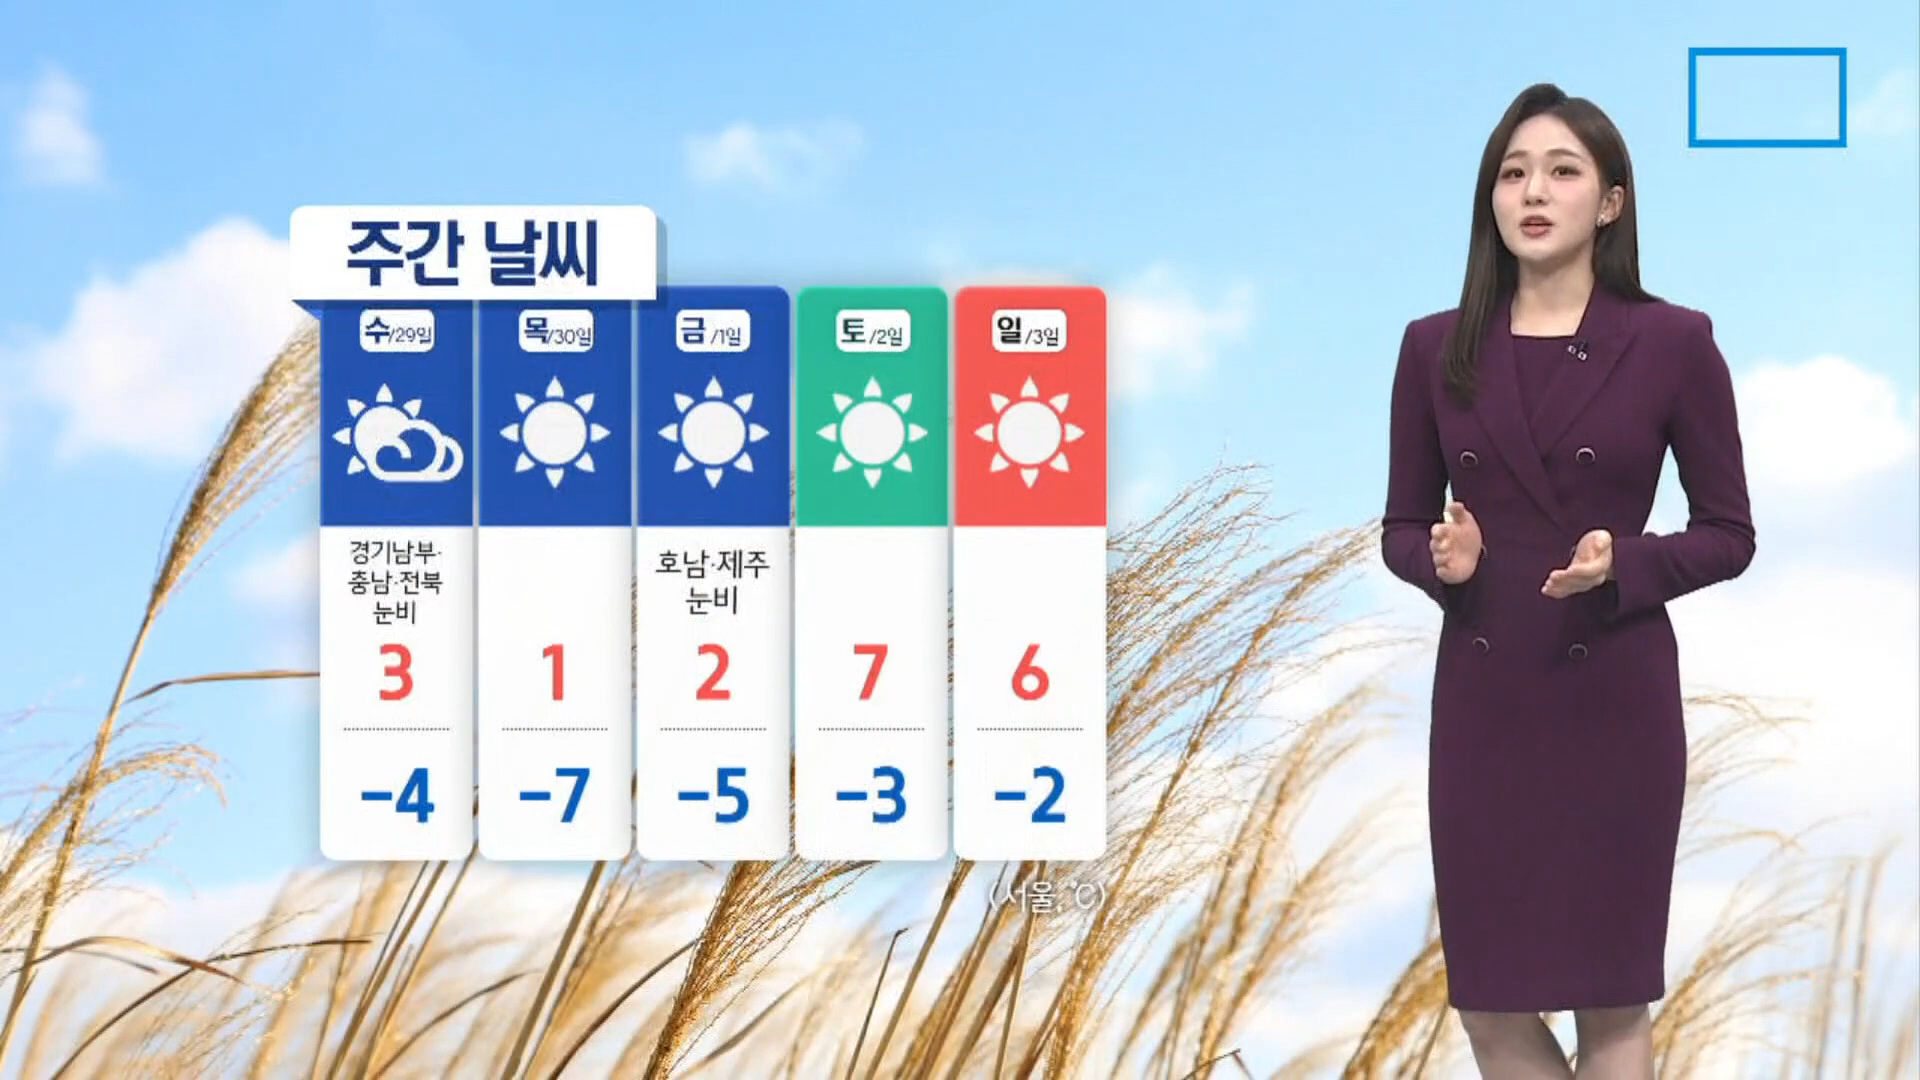 주간 날씨
수/29일
목/30일
금/1일
토/2일
일/3일
경기남부·
충남·전북
눈비
호남·제주
눈비
3
1
2
7
6
-4
-7
-5
-3
-2
(서울, ℃)